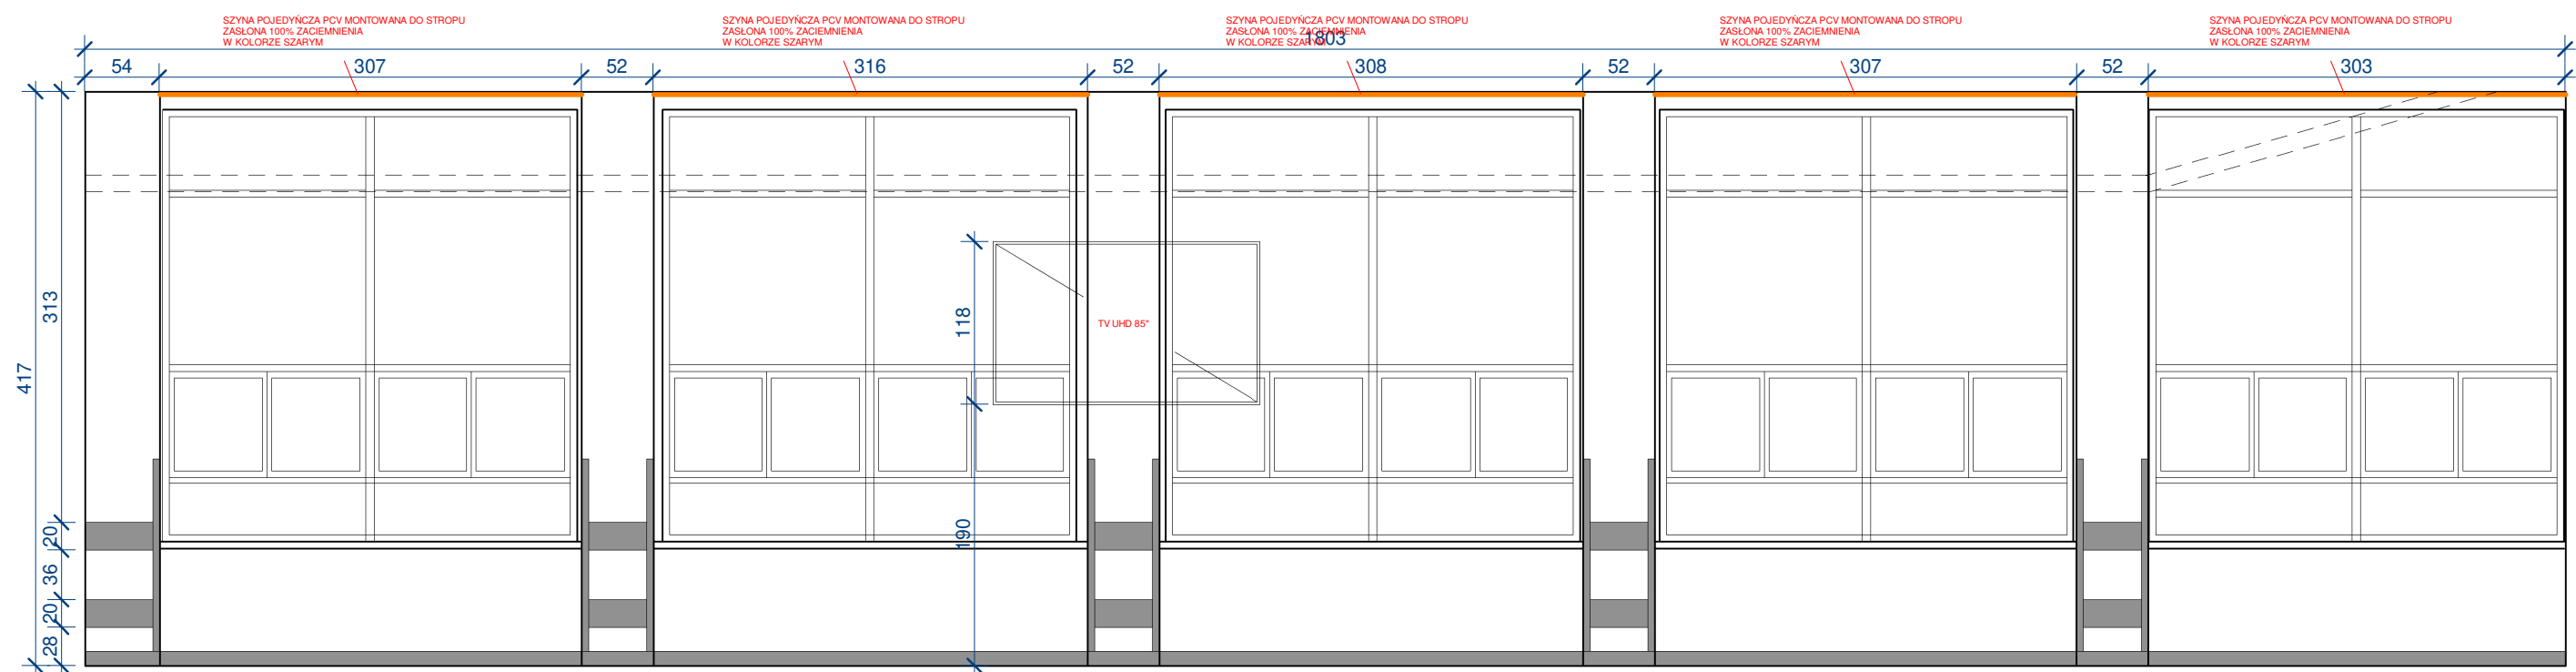 SZYNA POJEDYŃCZA PCV MONTOWANA DO STROPU
ZASŁONA 100% ZACIEMNIENIA
W KOLORZE SZARYM
SZYNA POJEDYŃCZA PCV MONTOWANA DO STROPU
ZASŁONA 100% ZACIEMNIENIA
W KOLORZE SZARYM
SZYNA POJEDYŃCZA PCV MONTOWANA DO STROPU
ZASŁONA 100% ZACIEMNIENIA
W KOLORZE SZARYM
SZYNA POJEDYŃCZA PCV MONTOWANA DO STROPU
ZASŁONA 100% ZACIEMNIENIA
W KOLORZE SZARYM
SZYNA POJEDYŃCZA PCV MONTOWANA DO STROPU
ZASŁONA 100% ZACIEMNIENIA
W KOLORZE SZARYM
1803
54 307 52 316 52 308 52 307 52 303
417
313
20
36
20
28
118
190
TV UHD 85"